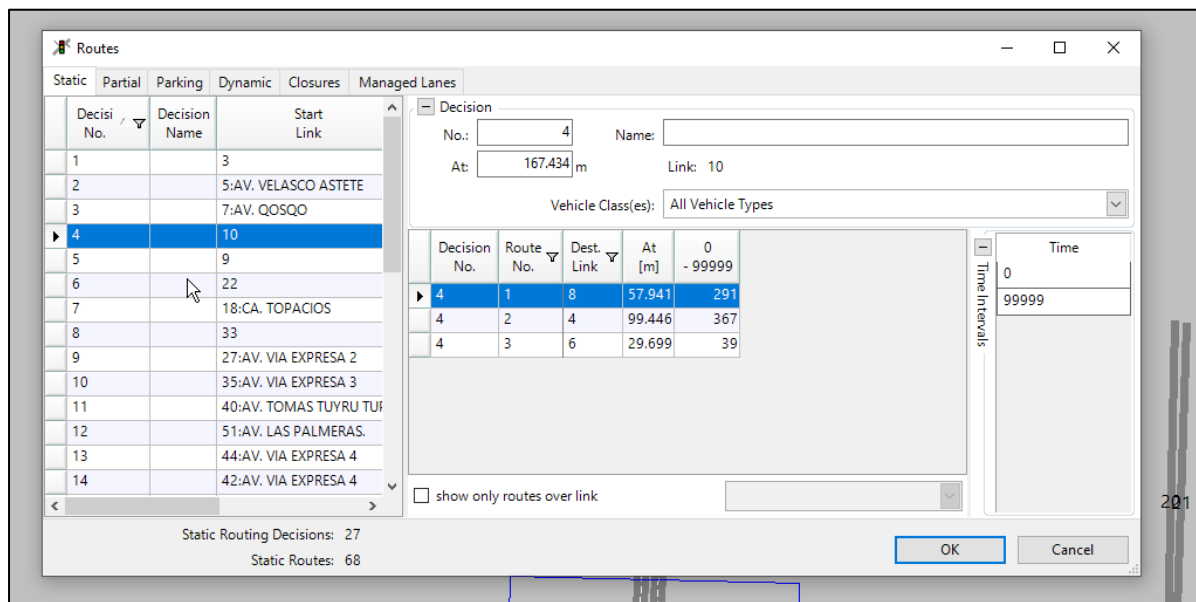 Routes
Static Partial Parking Dynamic Closures Managed Lanes
Decisi No. Decision Name Start Link
1 3
2 5:AV. VELASCO ASTETE
3 7:AV. QOSQO
4 10
5 9
6 22
7 18:CA. TOPACIOS
8 33
9 27:AV. VIA EXPRESA 2
10 35:AV. VIA EXPRESA 3
11 40:AV. TOMAS TUYRU TUP
12 51:AV. LAS PALMERAS.
13 44:AV. VIA EXPRESA 4
14 42:AV. VIA EXPRESA 4
Static Routing Decisions: 27
Static Routes: 68
Decision
No.: 4 Name:
At: 167.434 m Link: 10
Vehicle Class(es): All Vehicle Types
Decision No. Route No. Dest. Link At [m] 0 - 99999
4 1 8 57.941 291
4 2 4 99.446 367
4 3 6 29.699 39
show only routes over link
Time Intervals
Time
0
99999
OK Cancel